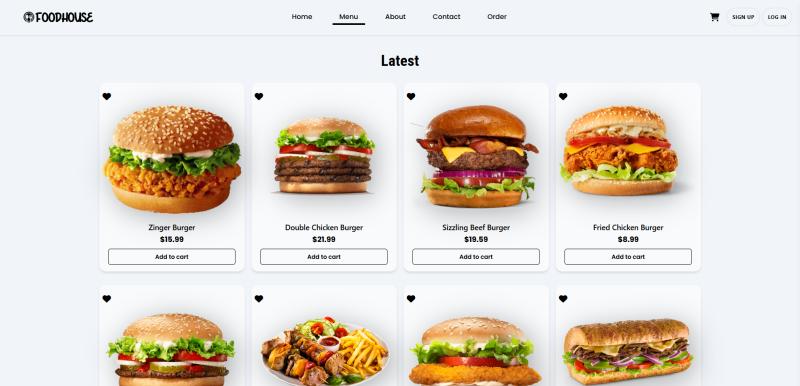 FOODHOUSE
Home Menu About Contact Order
SIGN UP LOG IN
Latest
Zinger Burger
$15.99
Add to cart
Double Chicken Burger
$21.99
Add to cart
Sizzling Beef Burger
$19.59
Add to cart
Fried Chicken Burger
$8.99
Add to cart